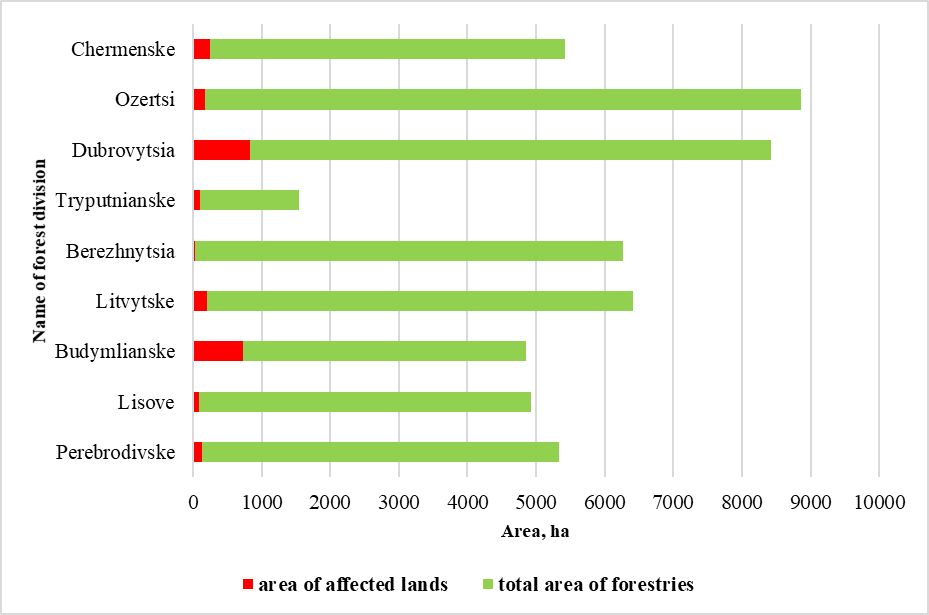 Chermenske
Ozertsi
Dubrovytsia
Tryputnianske
Berezhnytsia
Litvytske
Budymlianske
Lisove
Perebrodivske
Name of forest division
0 1000 2000 3000 4000 5000 6000 7000 8000 9000 10000
Area, ha
area of affected lands total area of forestries